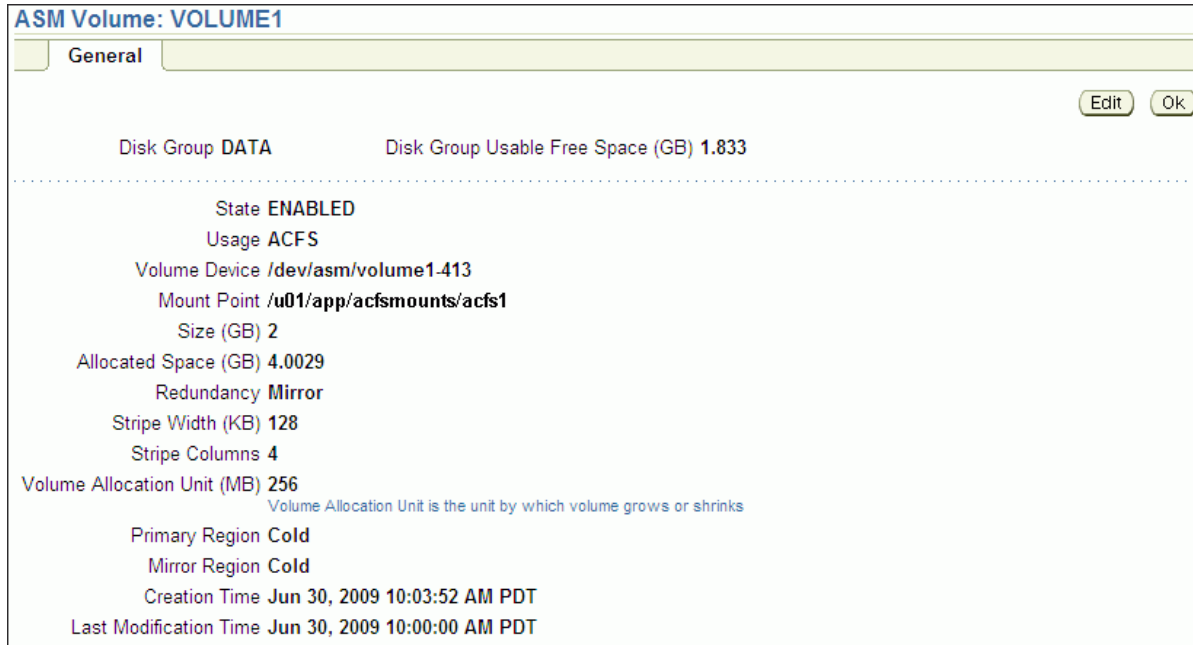 ASM Volume: VOLUME1
General
Edit Ok
Disk Group DATA Disk Group Usable Free Space (GB) 1.833
State ENABLED
Usage ACFS
Volume Device /dev/asm/volume1-413
Mount Point /u01/app/acfsmounts/acfs1
Size (GB) 2
Allocated Space (GB) 4.0029
Redundancy Mirror
Stripe Width (KB) 128
Stripe Columns 4
Volume Allocation Unit (MB) 256
Volume Allocation Unit is the unit by which volume grows or shrinks
Primary Region Cold
Mirror Region Cold
Creation Time Jun 30, 2009 10:03:52 AM PDT
Last Modification Time Jun 30, 2009 10:00:00 AM PDT